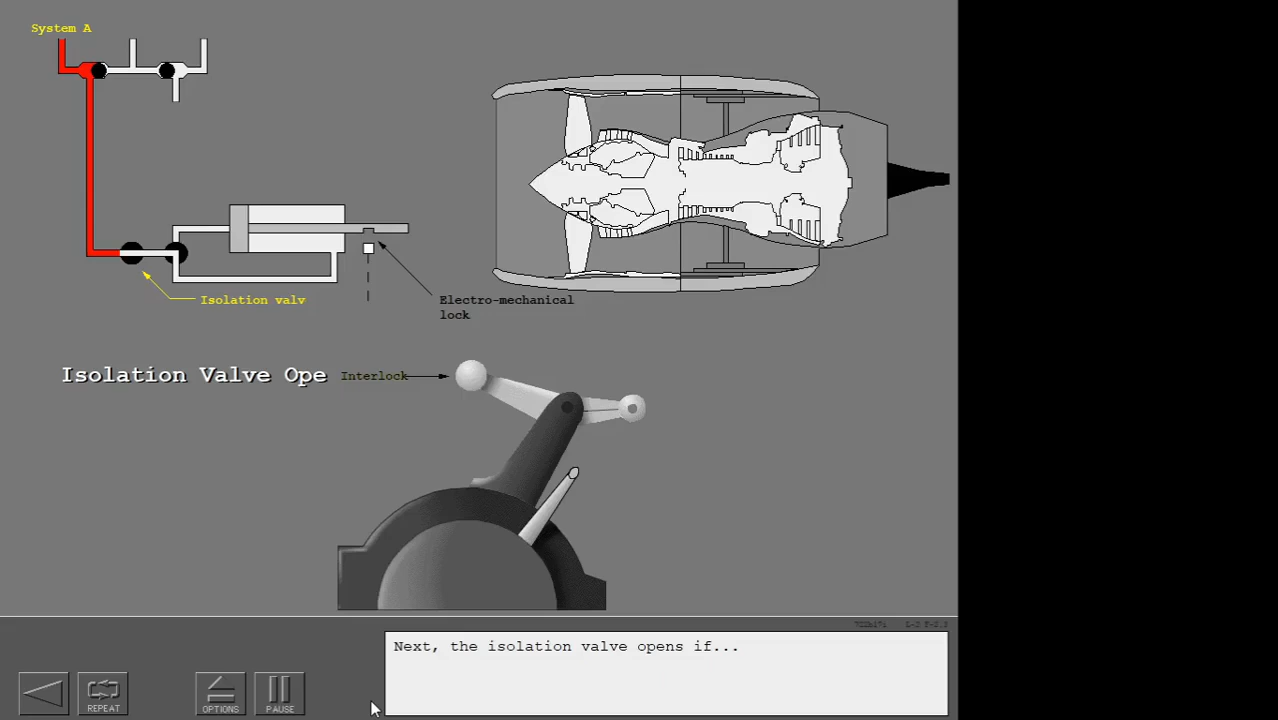 System A
Isolation valv
Electro-mechanical
lock
Isolation Valve Ope
Interlock
Next, the isolation valve opens if...
REPEAT
OPTIONS
PAUSE